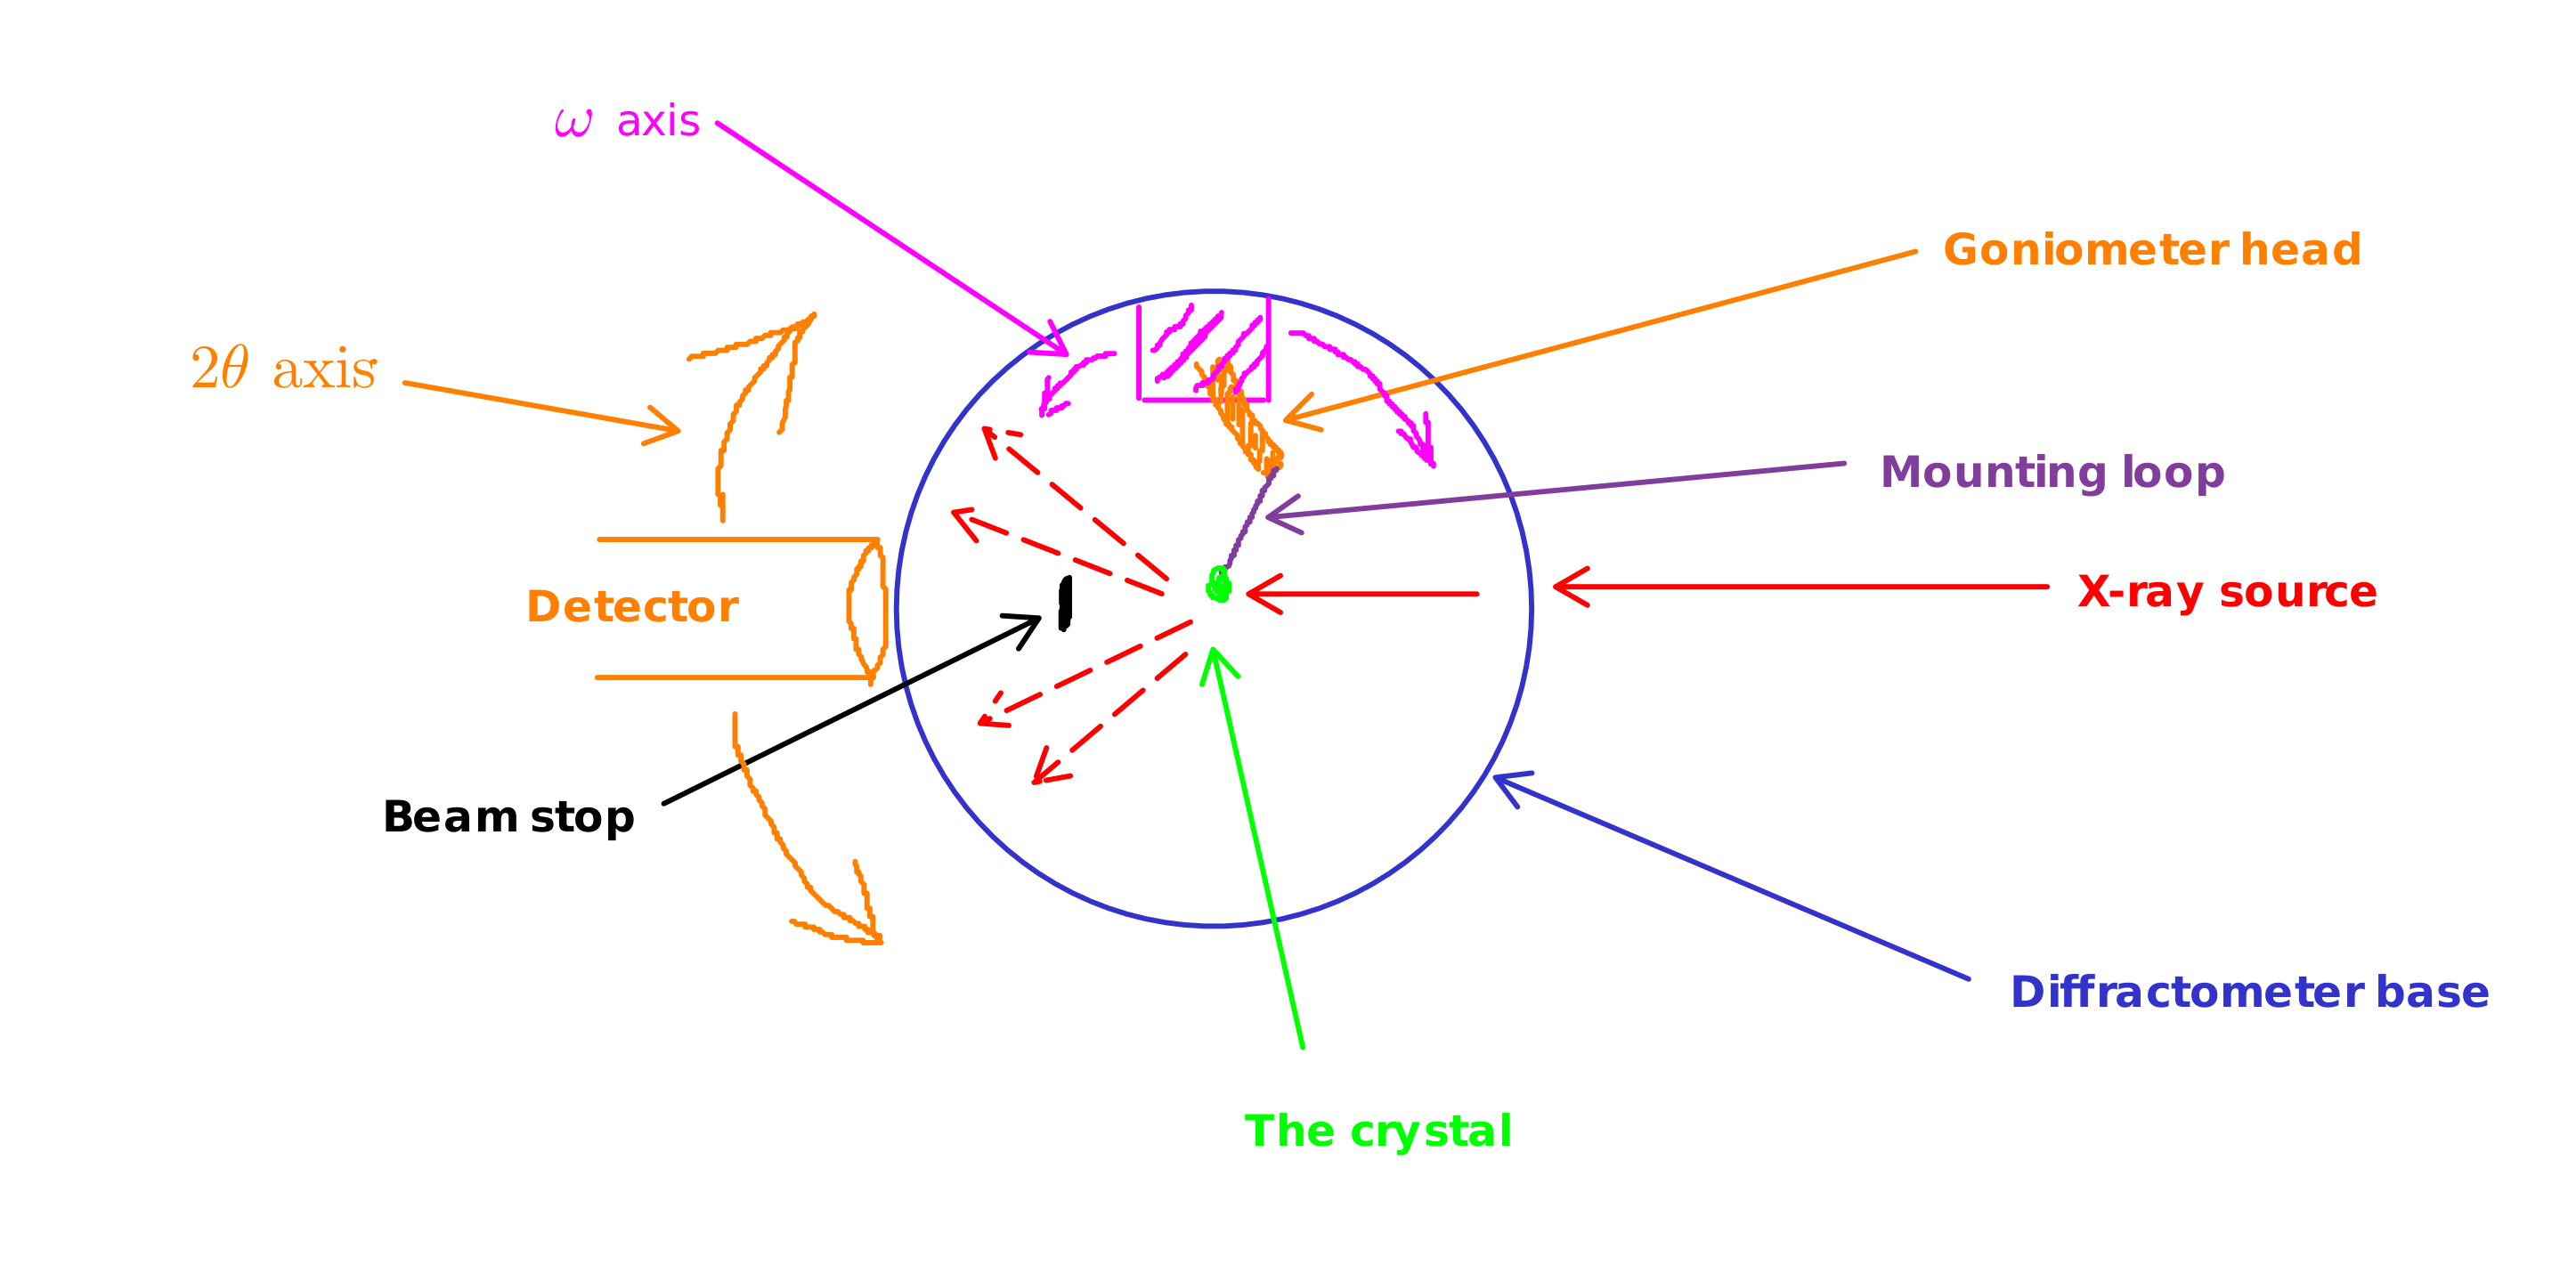 ω axis
Goniometer head
2θ axis
Mounting loop
X-ray source
Detector
Beam stop
Diffractometer base
The crystal